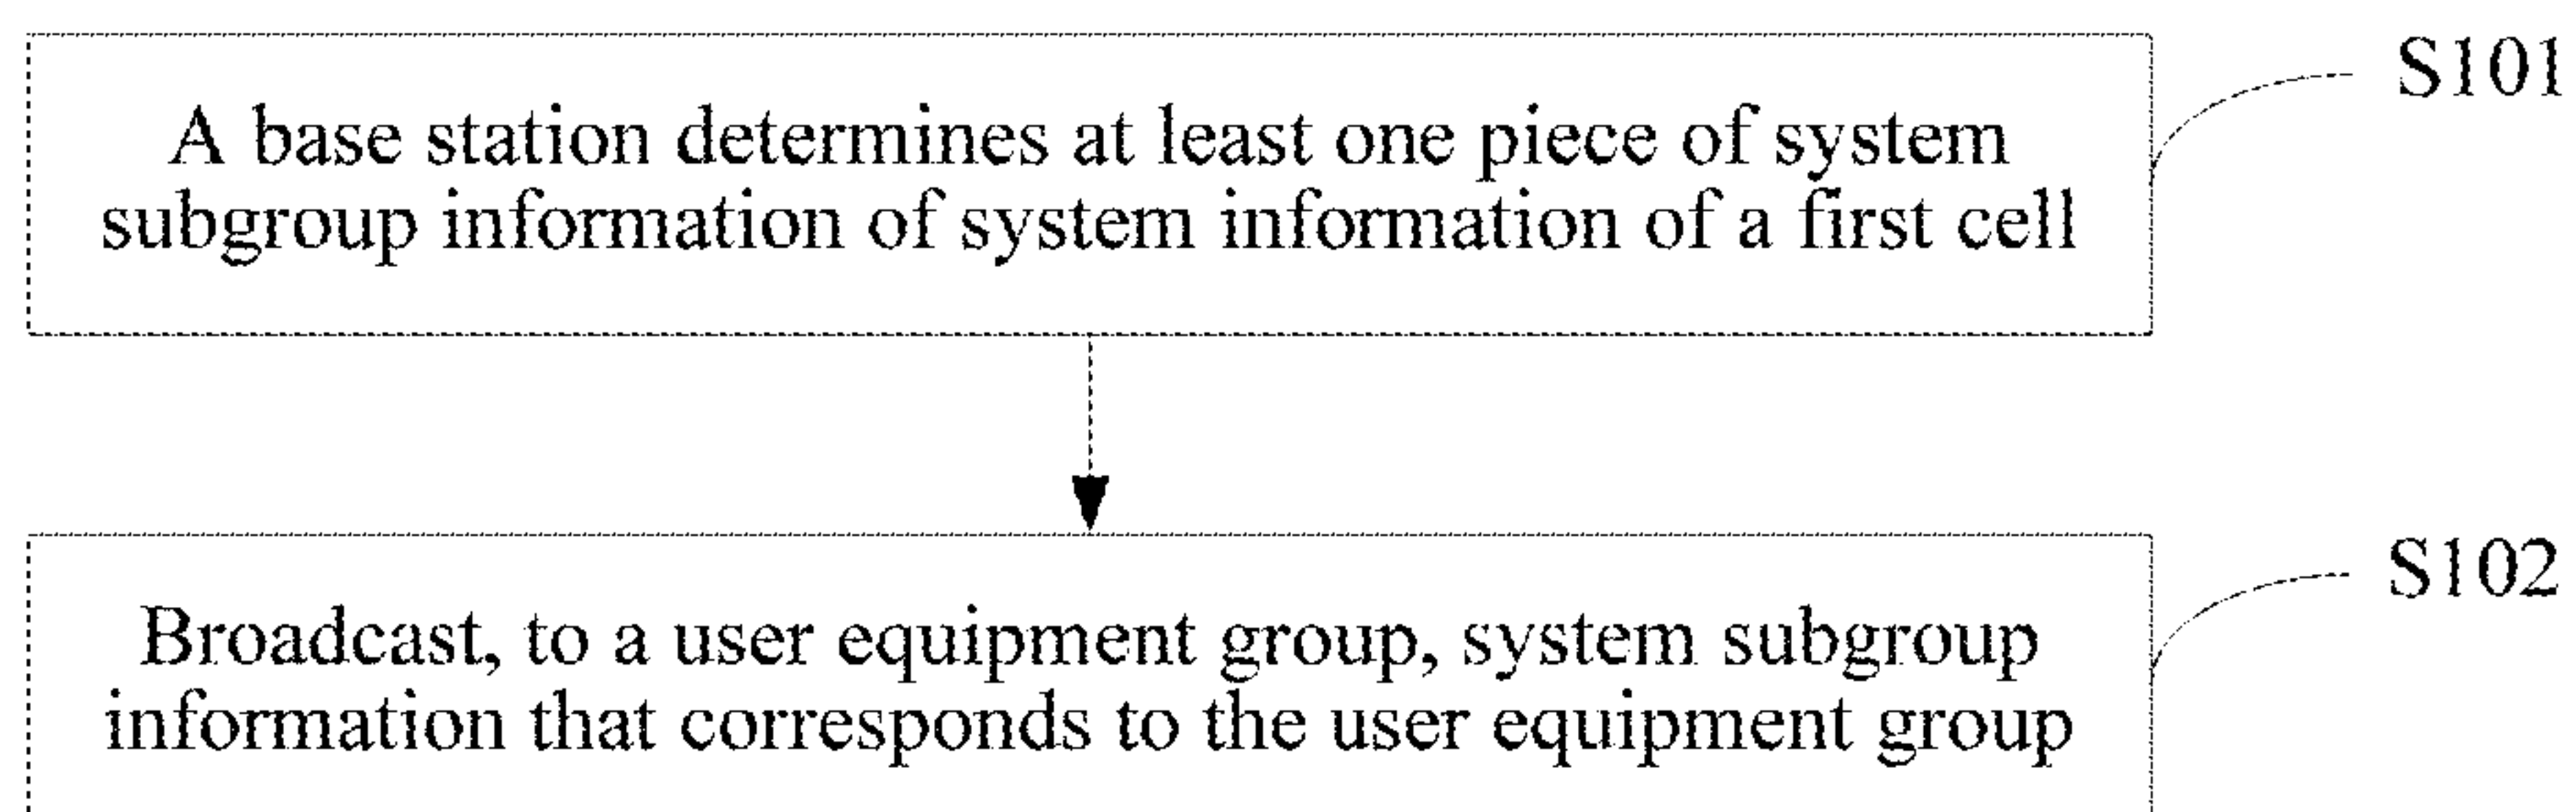 S101
A base station determines at least one piece of system
subgroup information of system information of a first cell
S102
Broadcast, to a user equipment group, system subgroup
information that corresponds to the user equipment group